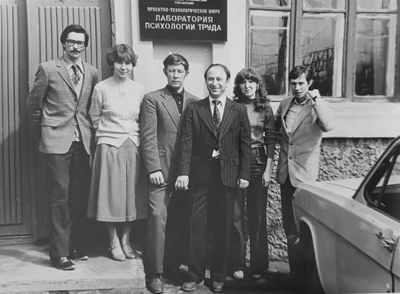 ПРОЕКТНО-ТЕХНОЛОГИЧЕСКОЕ БЮРО
ЛАБОРАТОРИЯ
ПСИХОЛОГИИ ТРУДА